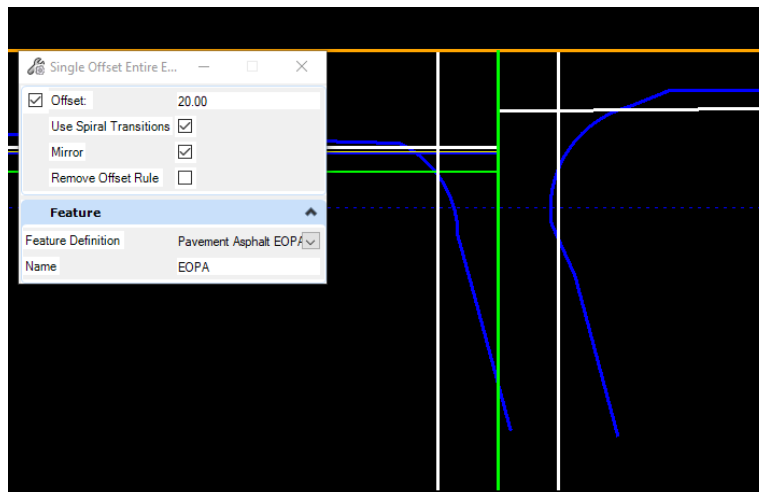 Single Offset Entire E...
Offset: 20.00
Use Spiral Transitions
Mirror
Remove Offset Rule
Feature
Feature Definition Pavement Asphalt EOPA
Name EOPA